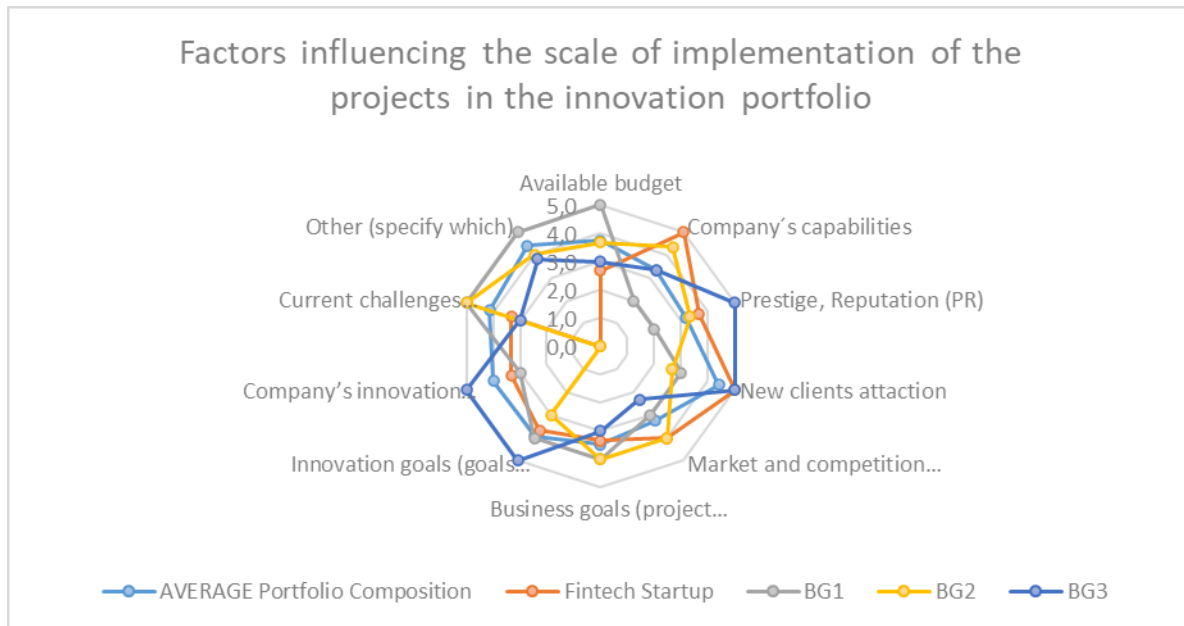 Factors influencing the scale of implementation of the
projects in the innovation portfolio
Available budget
5,0
Other (specify which)
4,0
Company´s capabilities
3,0
Current challenges…
2,0
Prestige, Reputation (PR)
1,0
0,0
Company’s innovation…
New clients attaction
Innovation goals (goals…
Market and competition…
Business goals (project…
AVERAGE Portfolio Composition
Fintech Startup
BG1
BG2
BG3